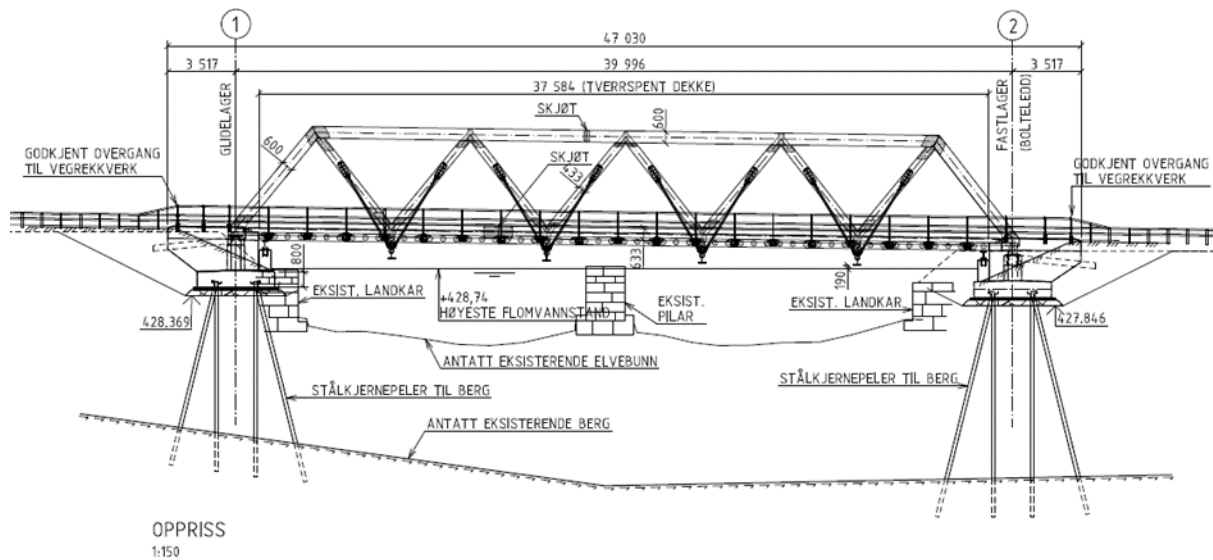 1
2
47 030
3 517
39 996
3 517
37 584 (TVERRSPENT DEKKE)
GLIDELAGER
SKJØT
600
FASTLAGER
(BOLTELEDD)
600
SKJØT
433
GODKJENT OVERGANG
TIL VEGREKKVERK
GODKJENT OVERGANG
TIL VEGREKKVERK
800
633
190
EKSIST. LANDKAR
+428,74
HØYESTE FLOMVANNSTAND
EKSIST.
PILAR
EKSIST. LANDKAR
428.369
427.846
ANTATT EKSISTERENDE ELVEBUNN
STÅLKJERNEPELER TIL BERG
STÅLKJERNEPELER TIL BERG
ANTATT EKSISTERENDE BERG
OPPRISS
1:150